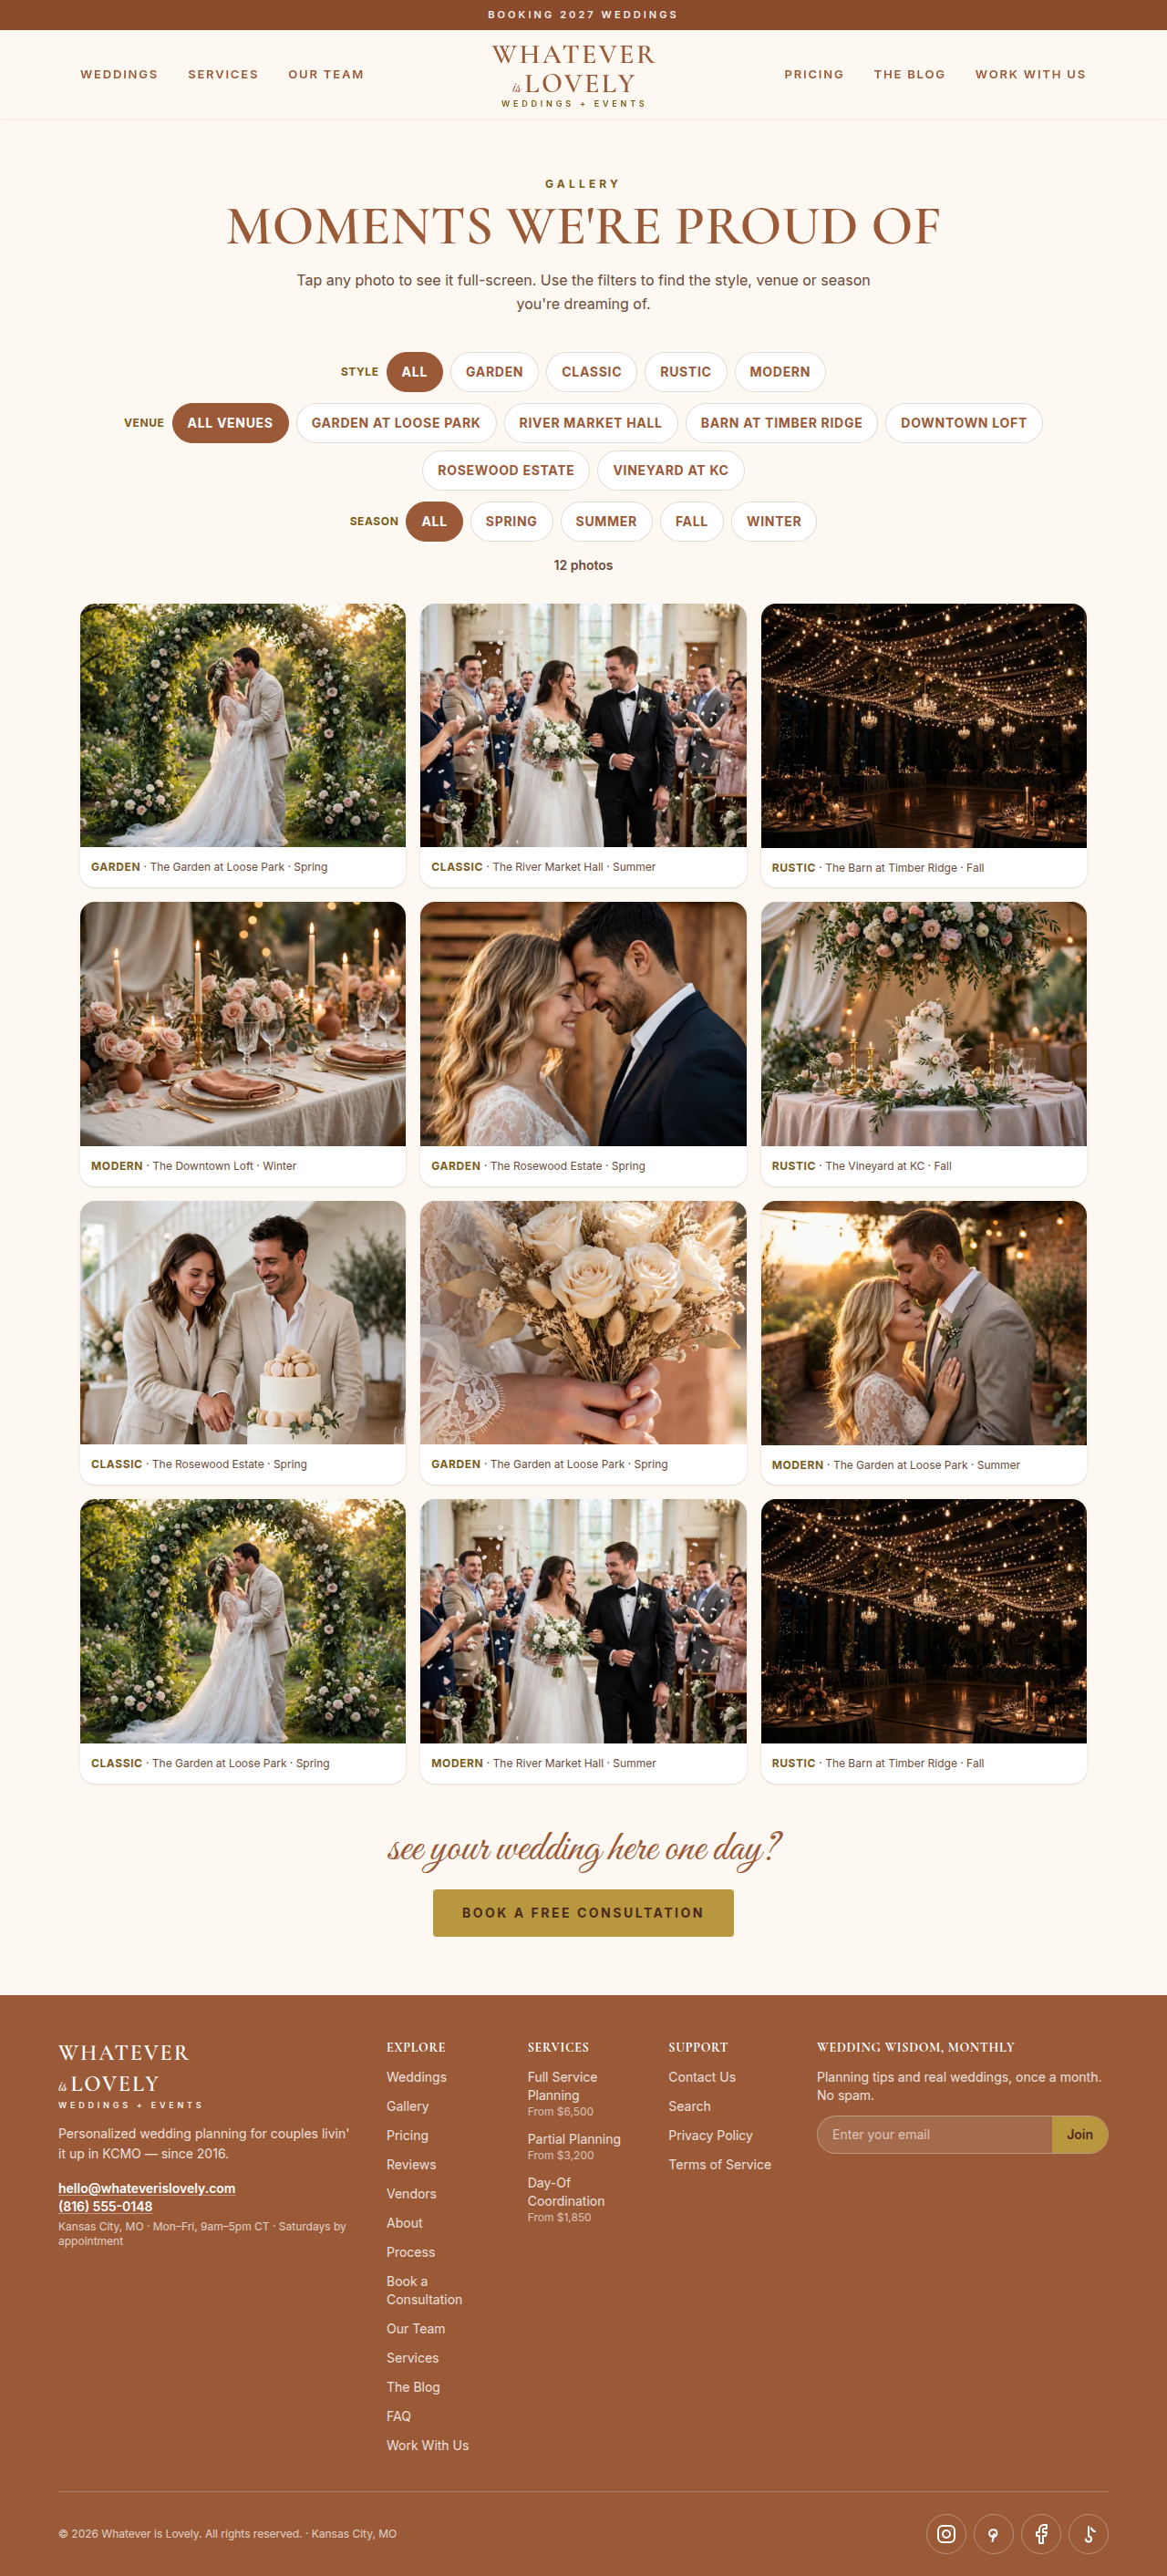 BOOKING 2027 WEDDINGS
WEDDINGS SERVICES OUR TEAM
WHATEVER
is LOVELY
WEDDINGS + EVENTS
PRICING THE BLOG WORK WITH US
GALLERY
MOMENTS WE'RE PROUD OF
Tap any photo to see it full-screen. Use the filters to find the style, venue or season
you're dreaming of.
STYLE ALL GARDEN CLASSIC RUSTIC MODERN
VENUE ALL VENUES GARDEN AT LOOSE PARK RIVER MARKET HALL BARN AT TIMBER RIDGE DOWNTOWN LOFT
ROSEWOOD ESTATE VINEYARD AT KC
SEASON ALL SPRING SUMMER FALL WINTER
12 photos
GARDEN · The Garden at Loose Park · Spring
CLASSIC · The River Market Hall · Summer
RUSTIC · The Barn at Timber Ridge · Fall
MODERN · The Downtown Loft · Winter
GARDEN · The Rosewood Estate · Spring
RUSTIC · The Vineyard at KC · Fall
CLASSIC · The Rosewood Estate · Spring
GARDEN · The Garden at Loose Park · Spring
MODERN · The Garden at Loose Park · Summer
CLASSIC · The Garden at Loose Park · Spring
MODERN · The River Market Hall · Summer
RUSTIC · The Barn at Timber Ridge · Fall
see your wedding here one day?
BOOK A FREE CONSULTATION
WHATEVER
is LOVELY
WEDDINGS + EVENTS
Personalized wedding planning for couples livin'
it up in KCMO — since 2016.
hello@whateverislovely.com
(816) 555-0148
Kansas City, MO · Mon–Fri, 9am–5pm CT · Saturdays by
appointment
EXPLORE
Weddings
Gallery
Pricing
Reviews
Vendors
About
Process
Book a
Consultation
Our Team
Services
The Blog
FAQ
Work With Us
SERVICES
Full Service
Planning
From $6,500
Partial Planning
From $3,200
Day-Of
Coordination
From $1,850
SUPPORT
Contact Us
Search
Privacy Policy
Terms of Service
WEDDING WISDOM, MONTHLY
Planning tips and real weddings, once a month.
No spam.
Enter your email Join
© 2026 Whatever is Lovely. All rights reserved. · Kansas City, MO